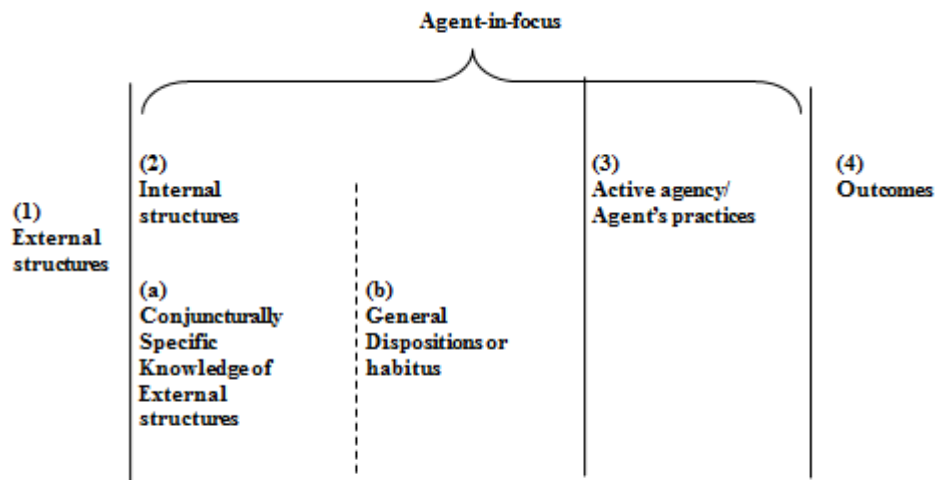 Agent-in-focus
(1)
External
structures
(2)
Internal
structures
(a)
Conjuncturally
Specific
Knowledge of
External
structures
(b)
General
Dispositions or
habitus
(3)
Active agency/
Agent's practices
(4)
Outcomes